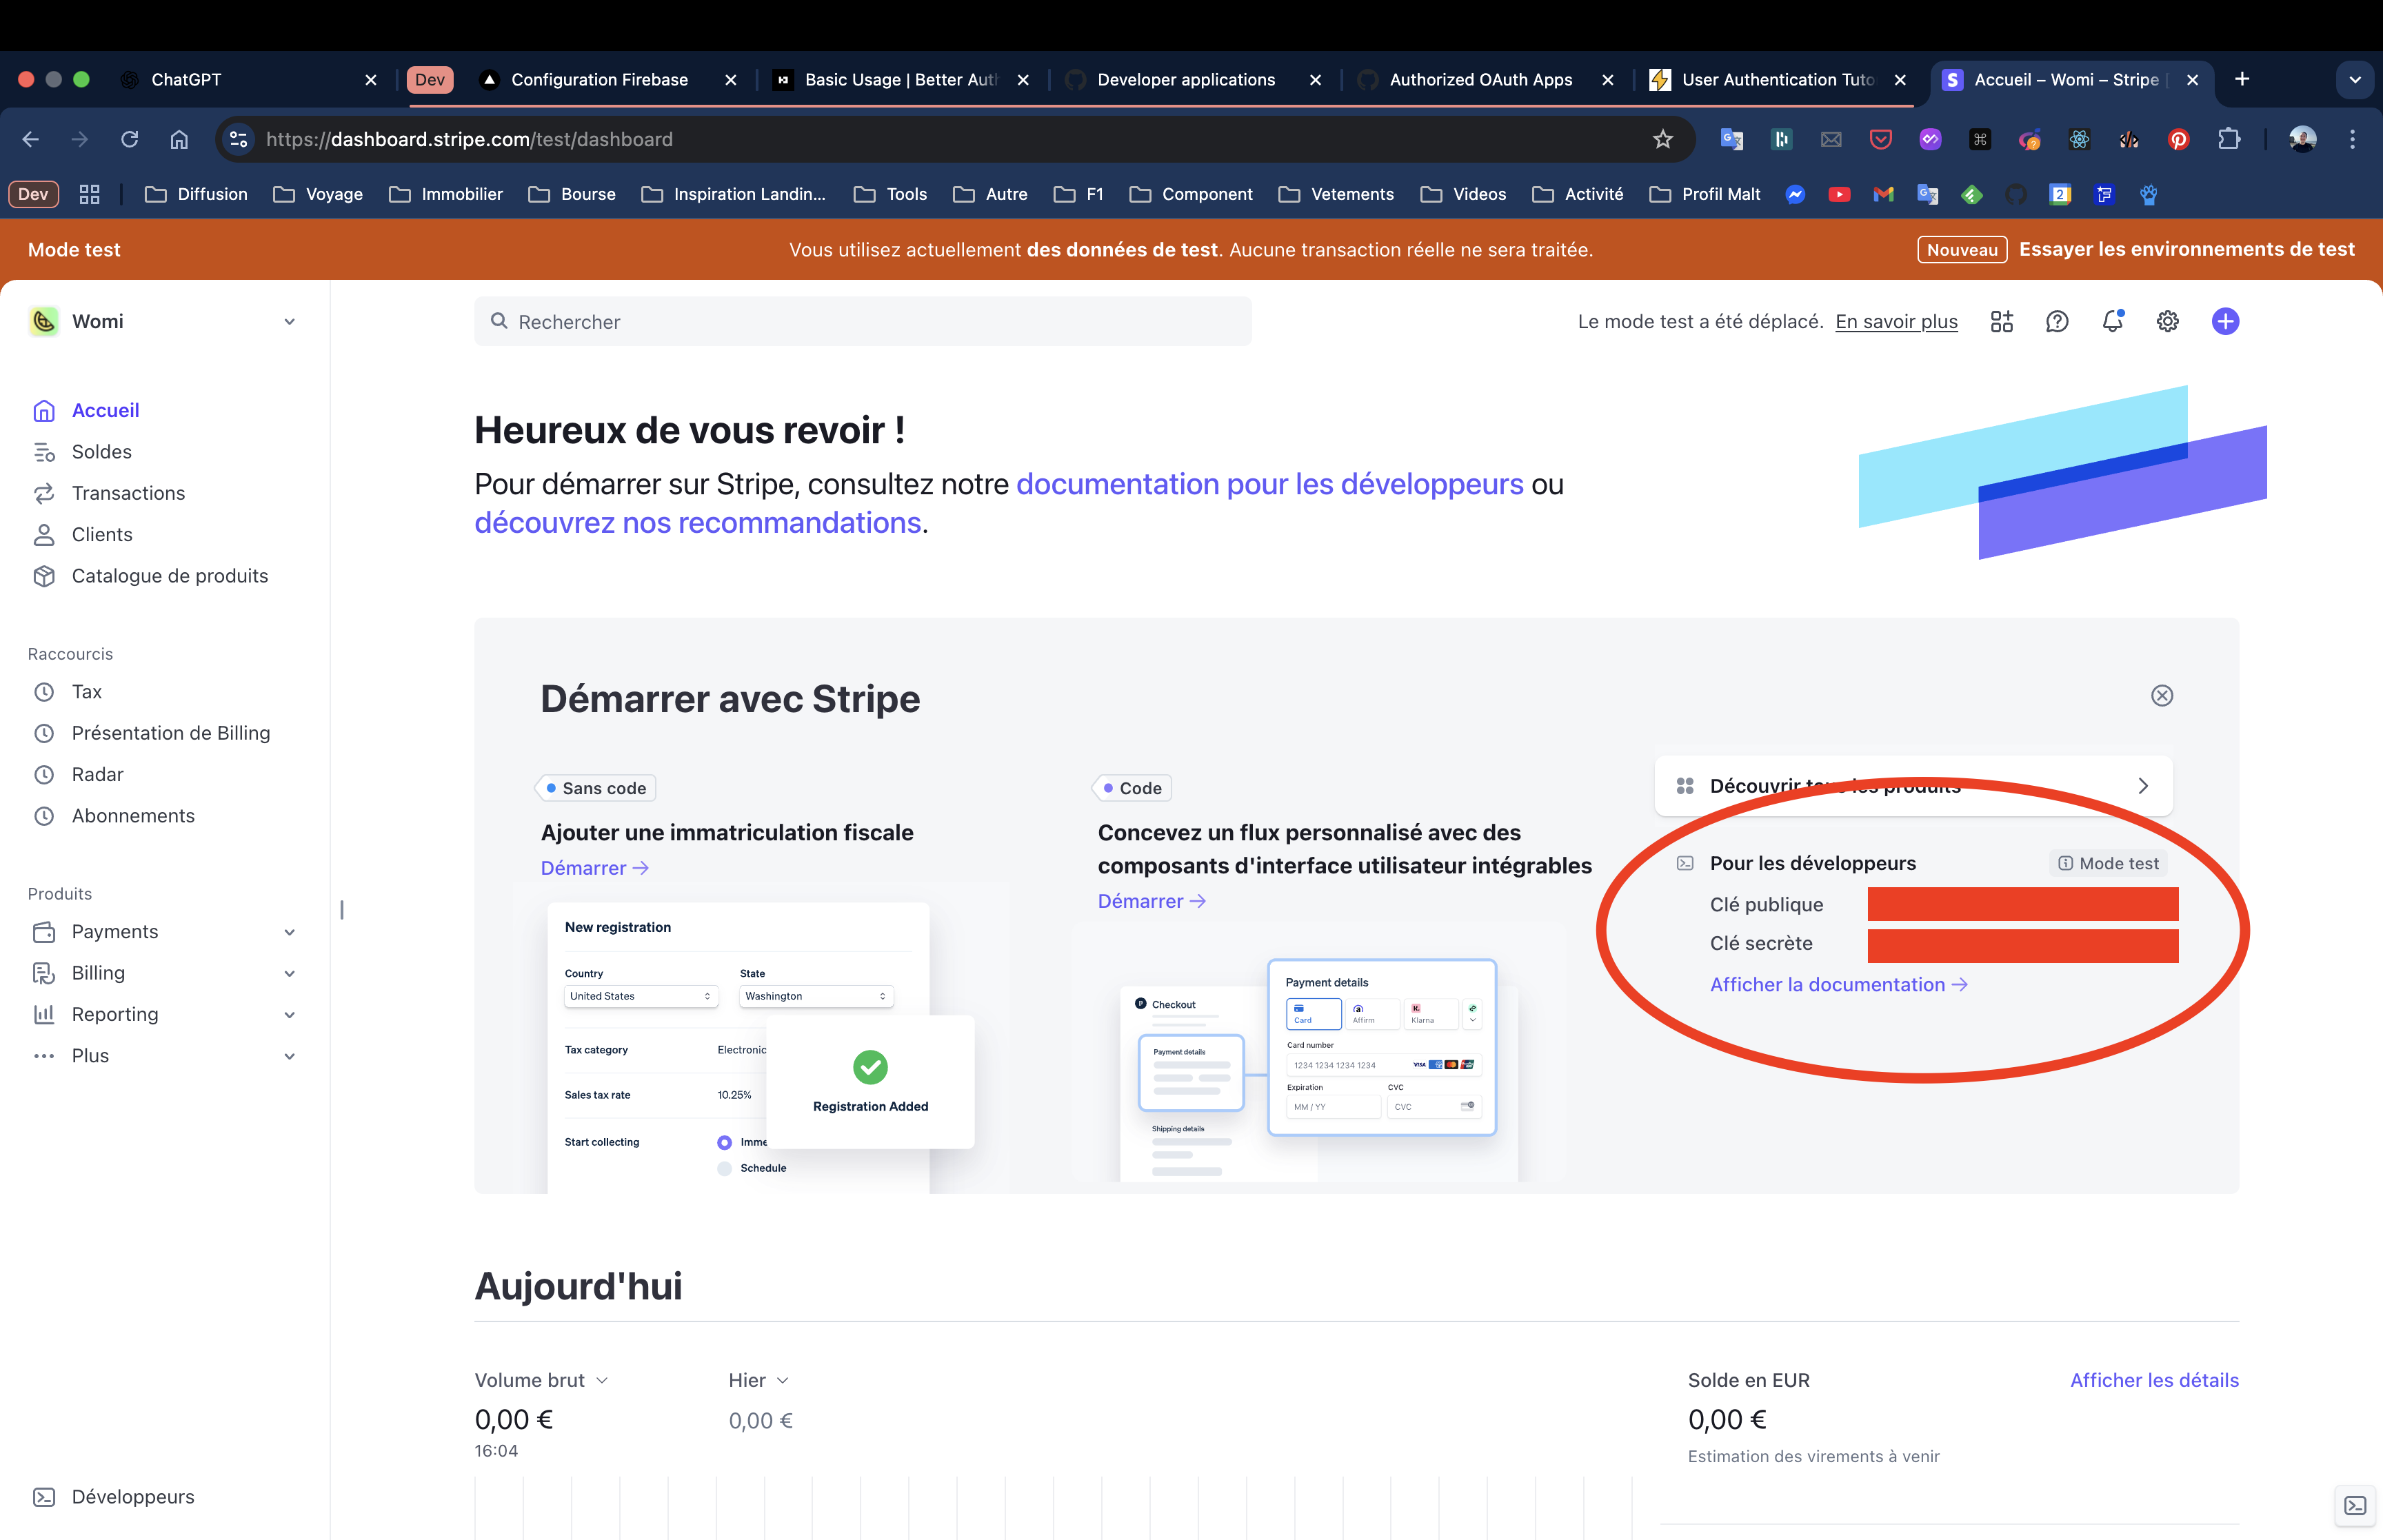 ChatGPT
Dev
Configuration Firebase
Basic Usage | Better Auth
Developer applications
Authorized OAuth Apps
User Authentication Tuto
Accueil – Womi – Stripe [
https://dashboard.stripe.com/test/dashboard
Dev
Diffusion
Voyage
Immobilier
Bourse
Inspiration Landin...
Tools
Autre
F1
Component
Vetements
Videos
Activité
Profil Malt
Mode test
Vous utilisez actuellement des données de test. Aucune transaction réelle ne sera traitée.
Nouveau
Essayer les environnements de test
Womi
Rechercher
Le mode test a été déplacé. En savoir plus
Accueil
Soldes
Transactions
Clients
Catalogue de produits
Raccourcis
Tax
Présentation de Billing
Radar
Abonnements
Produits
Payments
Billing
Reporting
Plus
Développeurs
Heureux de vous revoir !
Pour démarrer sur Stripe, consultez notre documentation pour les développeurs ou
découvrez nos recommandations.
Démarrer avec Stripe
Sans code
Ajouter une immatriculation fiscale
Démarrer
New registration
Country
State
United States
Washington
Tax category
Electronic
Sales tax rate
10.25%
Start collecting
Imme
Schedule
Registration Added
Code
Concevez un flux personnalisé avec des
composants d'interface utilisateur intégrables
Démarrer
Checkout
Payment details
Shipping details
Payment details
Card
Affirm
Klarna
Card number
1234 1234 1234 1234
VISA
Expiration
CVC
MM / YY
CVC
Découvrir tous les produits
Pour les développeurs
Mode test
Clé publique
Clé secrète
Afficher la documentation
Aujourd'hui
Volume brut
0,00 €
16:04
Hier
0,00 €
Solde en EUR
Afficher les détails
0,00 €
Estimation des virements à venir